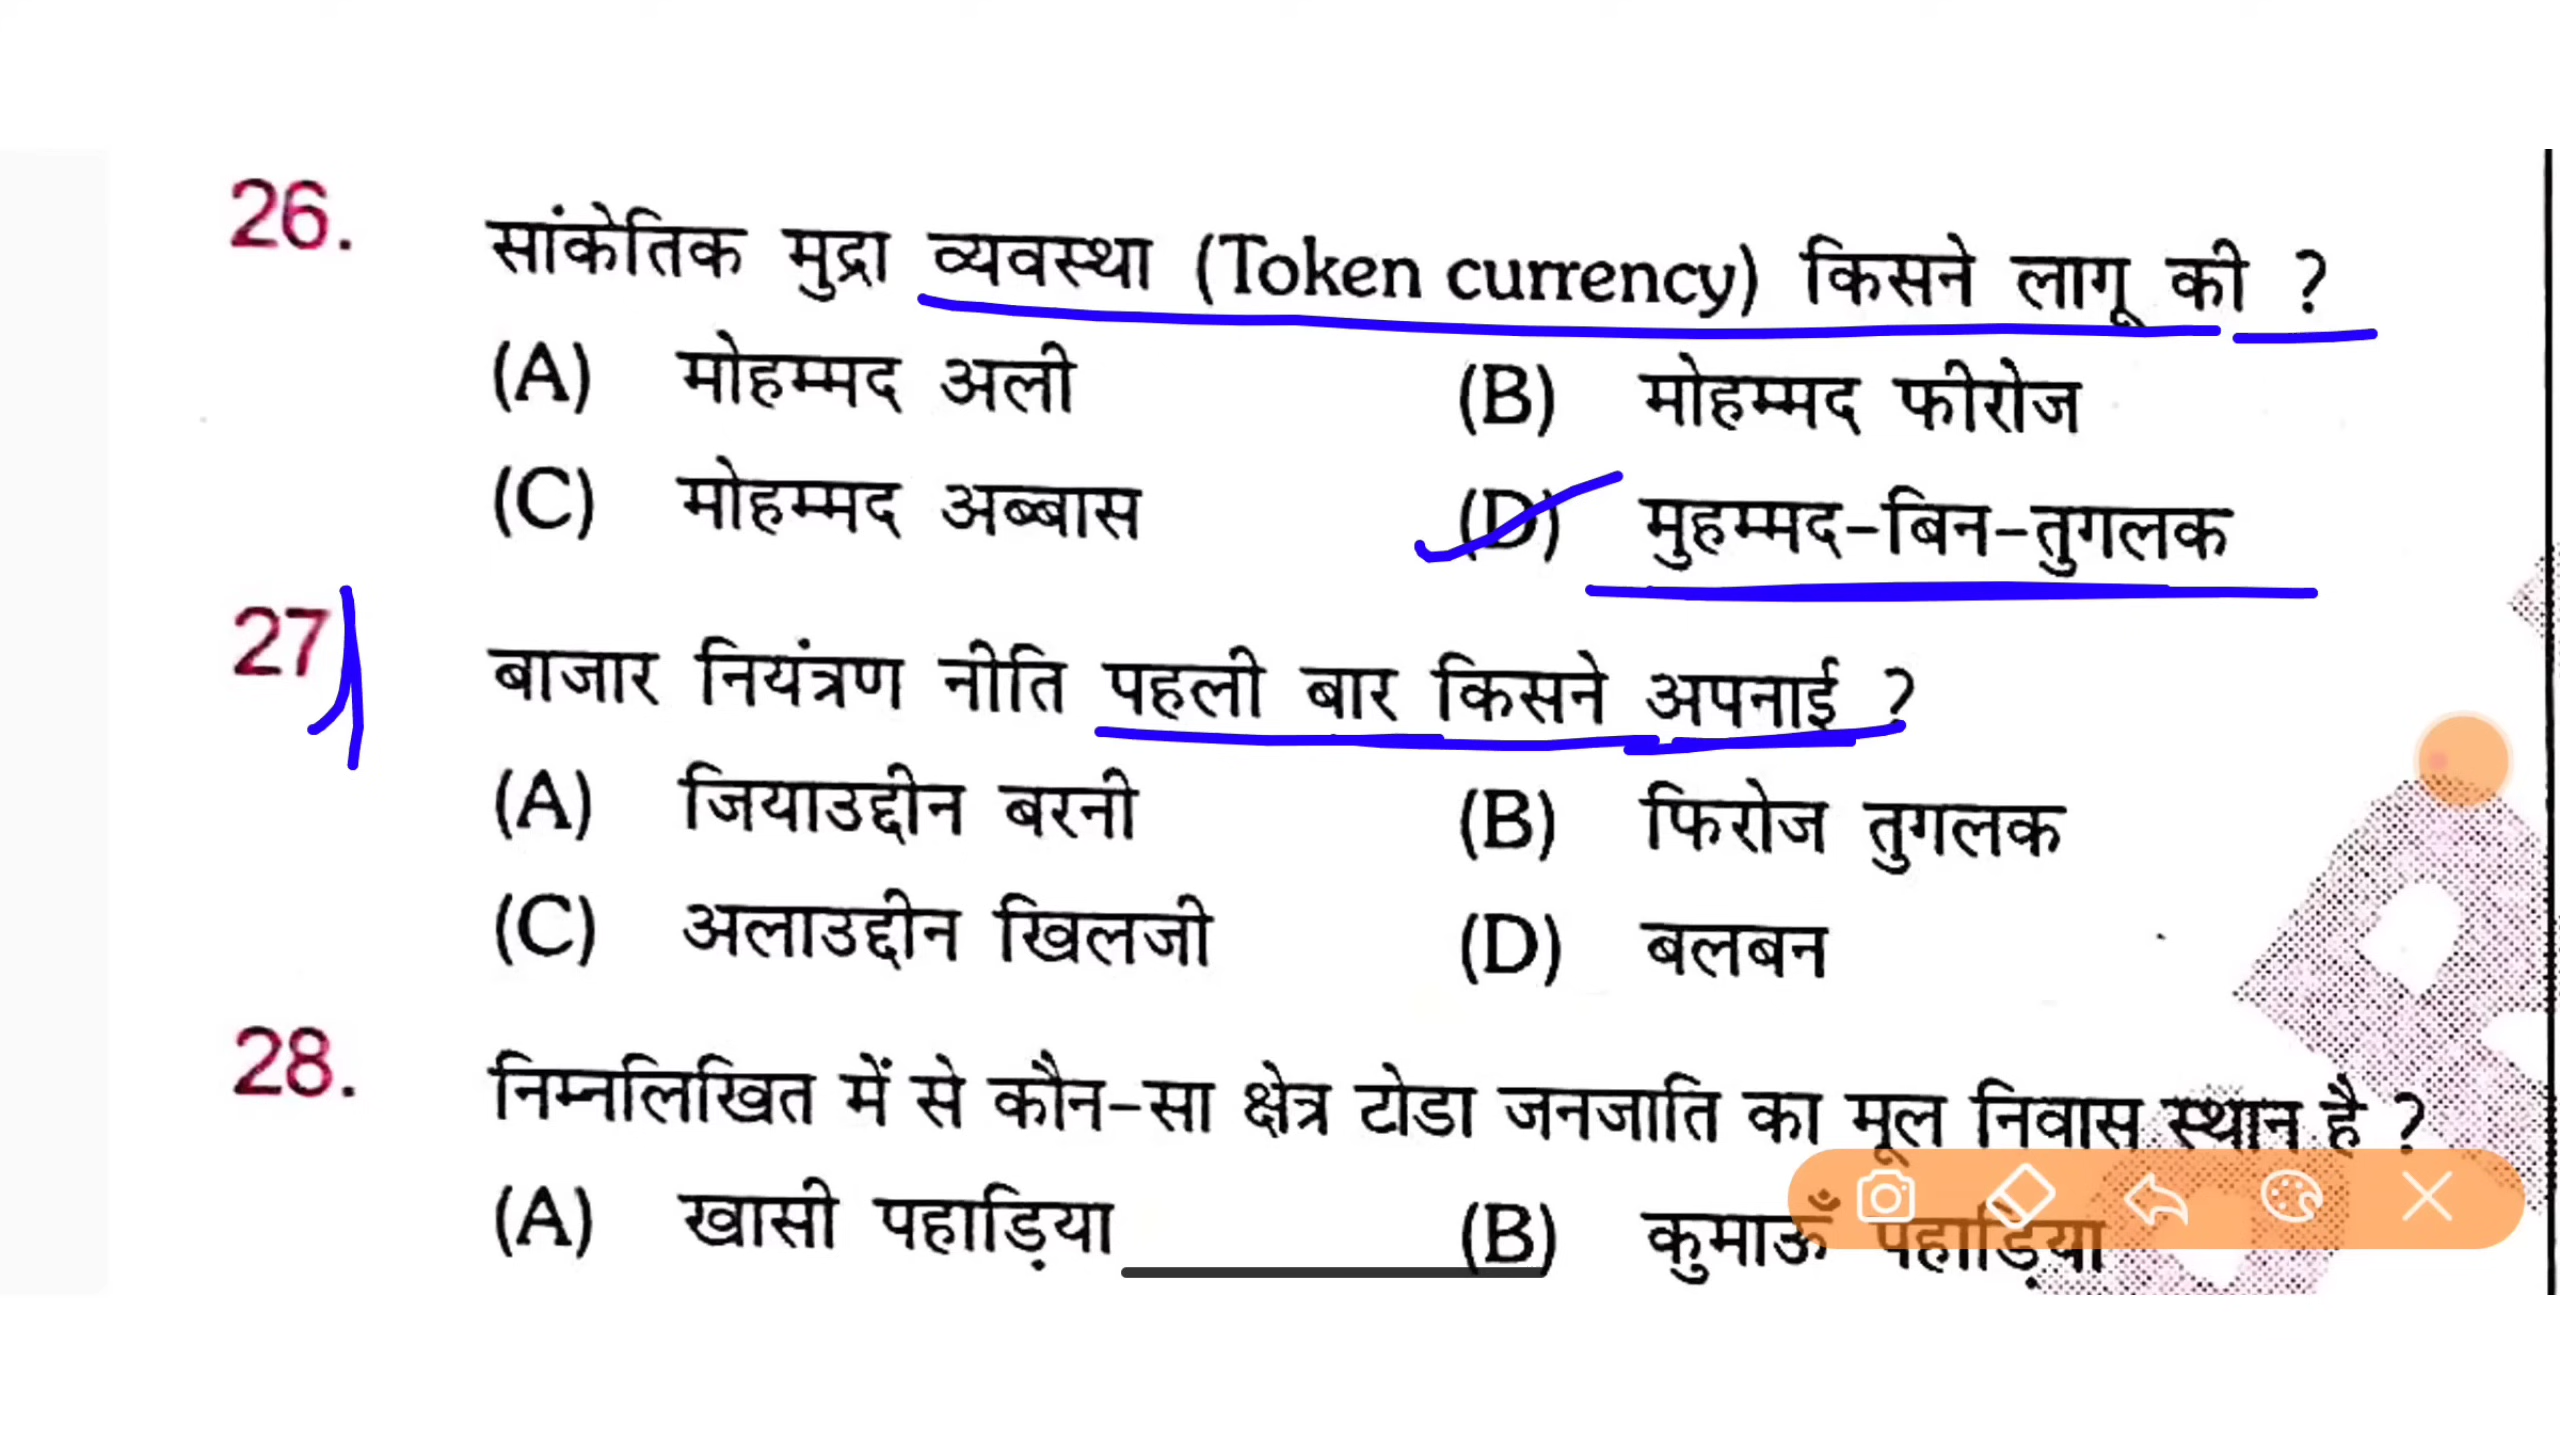 26. सांकेतिक मुद्रा व्यवस्था (Token currency) किसने लागू की ?
(A) मोहम्मद अली (B) मोहम्मद फीरोज
(C) मोहम्मद अब्बास (D) मुहम्मद-बिन-तुगलक
27 बाजार नियंत्रण नीति पहली बार किसने अपनाई ?
(A) जियाउद्दीन बरनी (B) फिरोज तुगलक
(C) अलाउद्दीन खिलजी (D) बलबन
28. निम्नलिखित में से कौन-सा क्षेत्र टोडा जनजाति का मूल निवास स्थान है ?
(A) खासी पहाड़िया (B) कुमाऊँ पहाड़िया